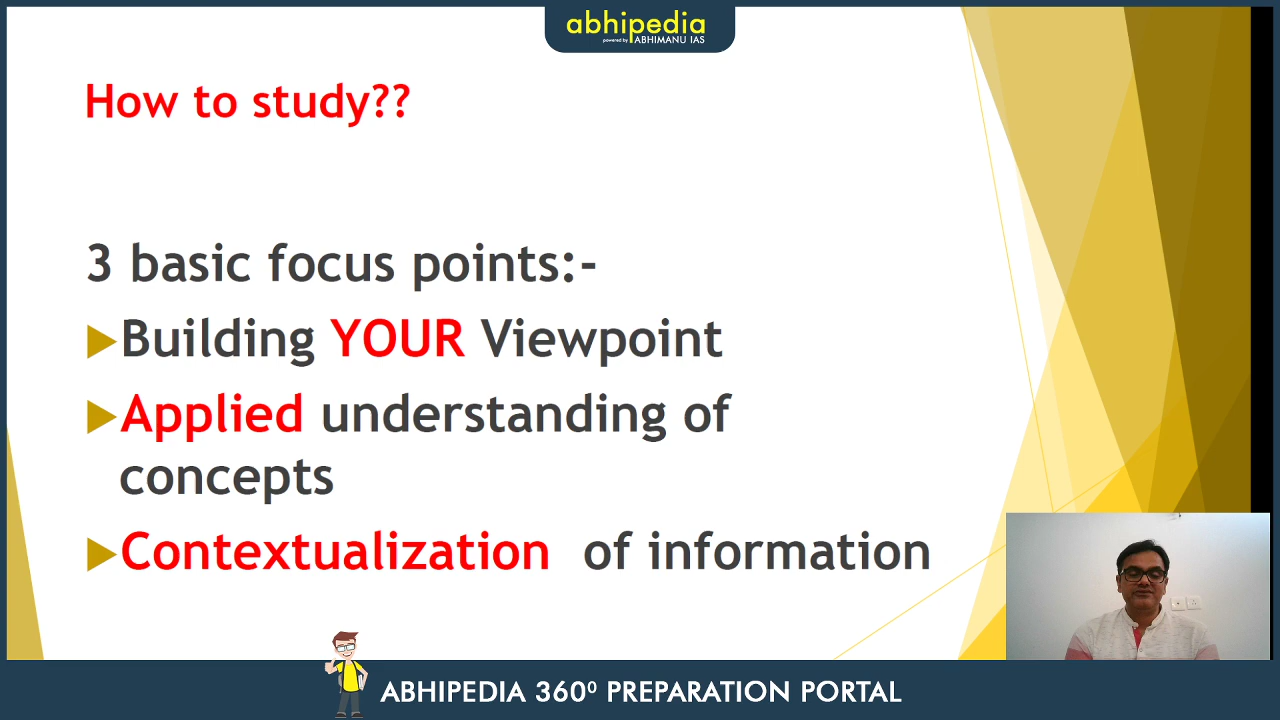 abhipedia
powered by ABHIMANU IAS
How to study??
3 basic focus points:-
Building YOUR Viewpoint
Applied understanding of
concepts
Contextualization of information
ABHIPEDIA 360⁰ PREPARATION PORTAL